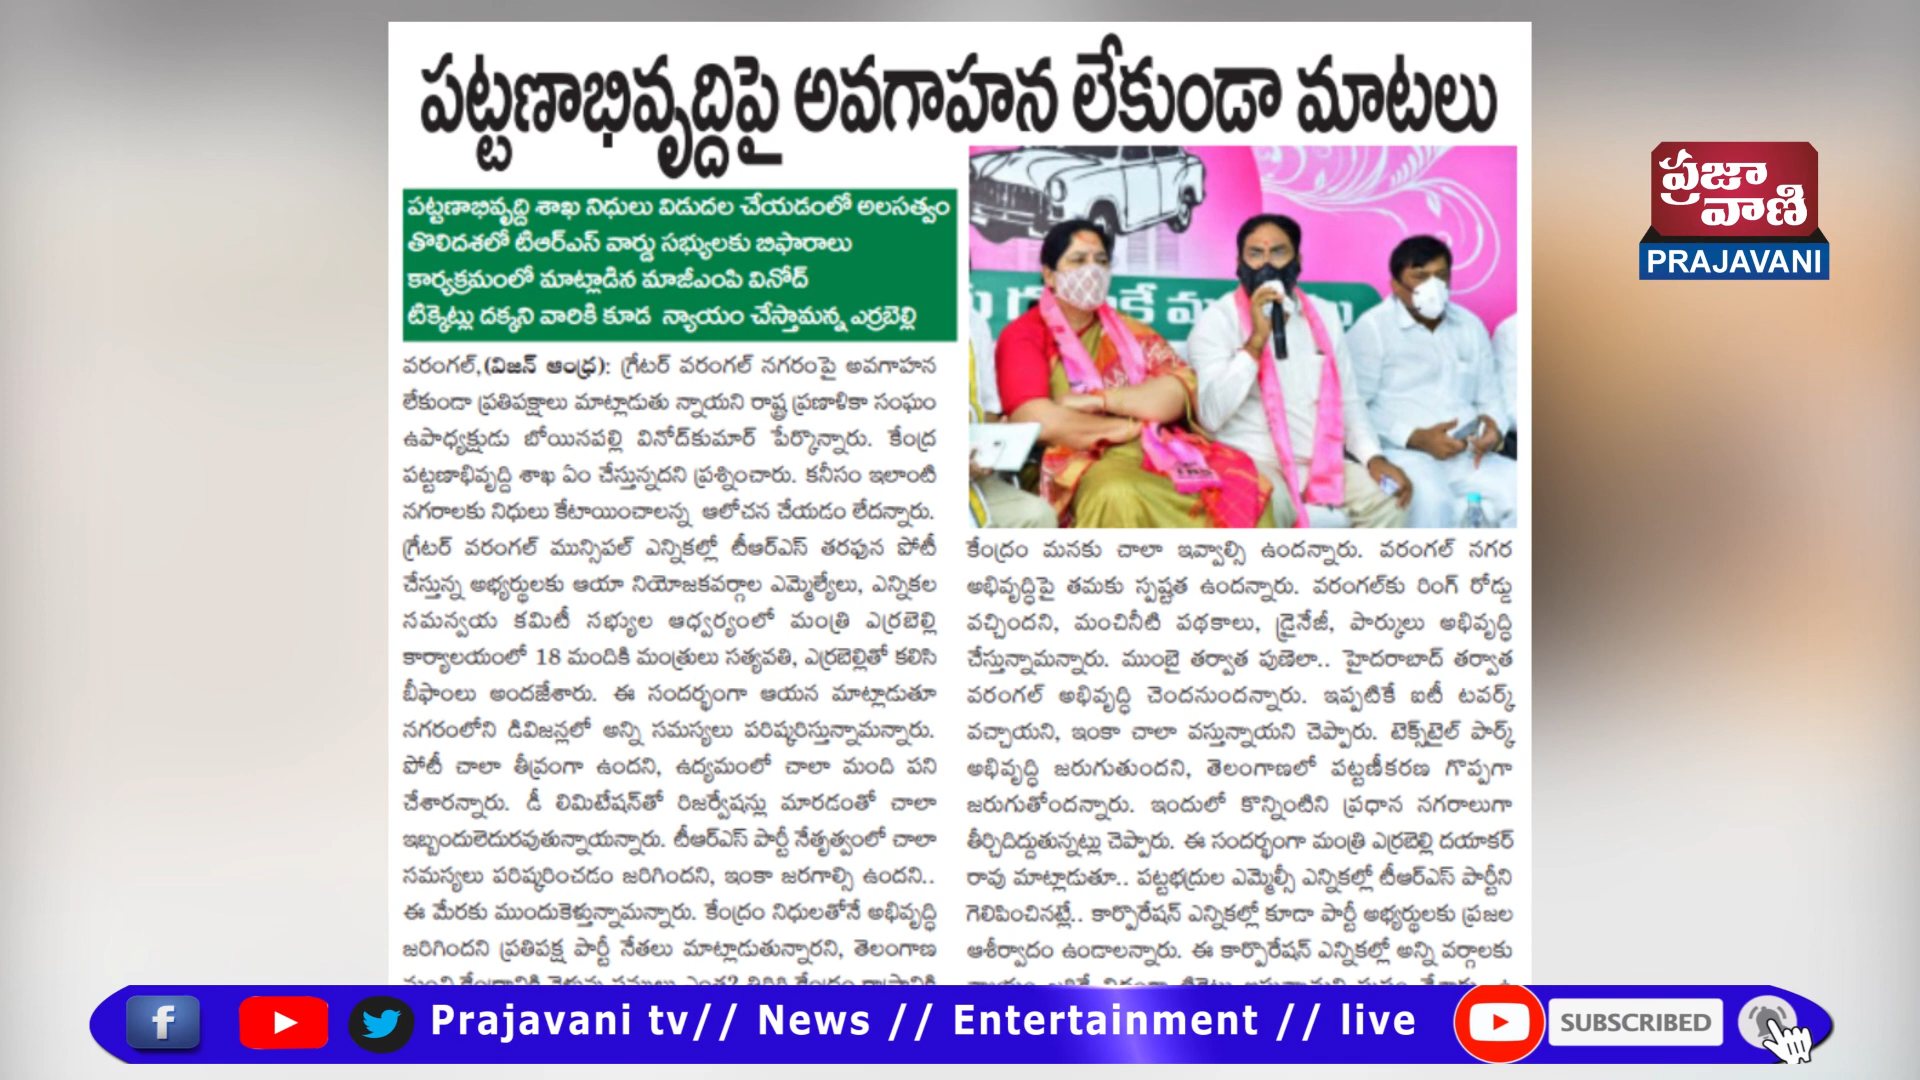 పట్టణాభివృద్దిపై అవగాహన లేకుండా మాటలు
పట్టణాభివృద్ది శాఖ నిధులు విడుదల చేయడంలో అలసత్వం
తొలిదశలో టిఆర్ఎస్ వార్డు సభ్యులకు బిఫారాలు
కార్యక్రమంలో మాట్లాడిన మాజీఎంపి వినోద్
టిక్కెట్లు దక్కని వారికి కూడ న్యాయం చేస్తామన్న ఎర్రబెల్లి
వరంగల్,(విజన్ ఆంధ్ర): గ్రేటర్ వరంగల్ నగరంపై అవగాహన
లేకుండా ప్రతిపక్షాలు మాట్లాడుతు న్నాయని రాష్ట్ర ప్రణాళికా సంఘం
ఉపాధ్యక్షుడు బోయినపల్లి వినోద్‌కుమార్ పేర్కొన్నారు. కేంద్ర
పట్టణాభివృద్ది శాఖ ఏం చేస్తున్నదని ప్రశ్నించారు. కనీసం ఇలాంటి
నగరాలకు నిధులు కేటాయించాలన్న ఆలోచన చేయడం లేదన్నారు.
గ్రేటర్ వరంగల్ మున్సిపల్ ఎన్నికల్లో టీఆర్ఎస్ తరఫున పోటీ
చేస్తున్న అభ్యర్థులకు ఆయా నియోజకవర్గాల ఎమ్మెల్యేలు, ఎన్నికల
సమన్వయ కమిటీ సభ్యుల ఆధ్వర్యంలో మంత్రి ఎర్రబెల్లి
కార్యాలయంలో 18 మందికి మంత్రులు సత్యవతి, ఎర్రబెల్లితో కలిసి
బీఫాంలు అందజేశారు. ఈ సందర్భంగా ఆయన మాట్లాడుతూ
నగరంలోని డివిజన్లలో అన్ని సమస్యలు పరిష్కరిస్తున్నామన్నారు.
పోటీ చాలా తీవ్రంగా ఉందని, ఉద్యమంలో చాలా మంది పని
చేశారన్నారు. డీ లిమిటేషన్‌తో రిజర్వేషన్లు మారడంతో చాలా
ఇబ్బందులెదురవుతున్నాయన్నారు. టీఆర్ఎస్ పార్టీ నేతృత్వంలో చాలా
సమస్యలు పరిష్కరించడం జరిగిందని, ఇంకా జరగాల్సి ఉందని..
ఈ మేరకు ముందుకెళ్తున్నామన్నారు. కేంద్రం నిధులతోనే అభివృద్ధి
జరిగిందని ప్రతిపక్ష పార్టీ నేతలు మాట్లాడుతున్నారని, తెలంగాణ
కేంద్రం మనకు చాలా ఇవ్వాల్సి ఉందన్నారు. వరంగల్ నగర
అభివృద్ధిపై తమకు స్పష్టత ఉందన్నారు. వరంగల్‌కు రింగ్ రోడ్డు
వచ్చిందని, మంచినీటి పథకాలు, డ్రైనేజీ, పార్కులు అభివృద్ధి
చేస్తున్నామన్నారు. ముంబై తర్వాత పుణెలా.. హైదరాబాద్ తర్వాత
వరంగల్ అభివృద్ధి చెందనుందన్నారు. ఇప్పటికే ఐటీ టవర్క్
వచ్చాయని, ఇంకా చాలా వస్తున్నాయని చెప్పారు. టెక్స్‌టైల్ పార్క్
అభివృద్ధి జరుగుతుందని, తెలంగాణలో పట్టణీకరణ గొప్పగా
జరుగుతోందన్నారు. ఇందులో కొన్నింటిని ప్రధాన నగరాలుగా
తీర్చిదిద్దుతున్నట్లు చెప్పారు. ఈ సందర్భంగా మంత్రి ఎర్రబెల్లి దయాకర్
రావు మాట్లాడుతూ.. పట్టభద్రుల ఎమ్మెల్సీ ఎన్నికల్లో టీఆర్ఎస్ పార్టీని
గెలిపించినట్లే.. కార్పొరేషన్ ఎన్నికల్లో కూడా పార్టీ అభ్యర్థులకు ప్రజల
ఆశీర్వాదం ఉండాలన్నారు. ఈ కార్పొరేషన్ ఎన్నికల్లో అన్ని వర్గాలకు
ప్రజా
వాణి
PRAJAVANI
Prajavani tv// News // Entertainment // live
SUBSCRIBED